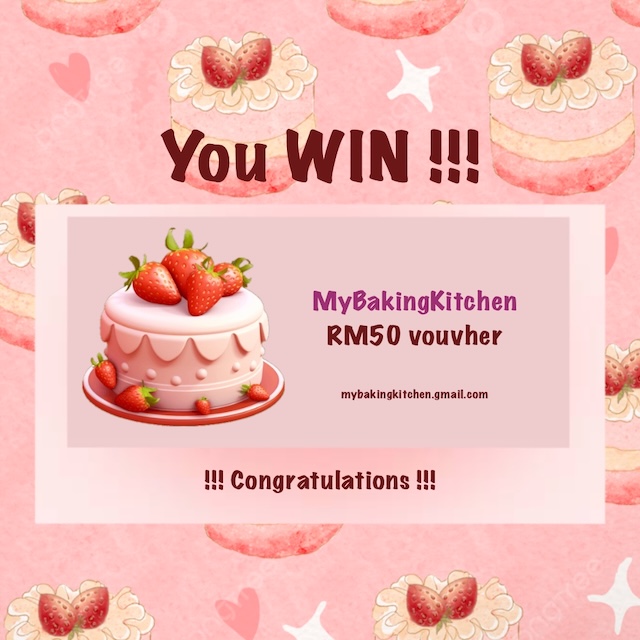 You WIN !!!
MyBakingKitchen
RM50 vouvher
mybakingkitchen.gmail.com
!!! Congratulations !!!